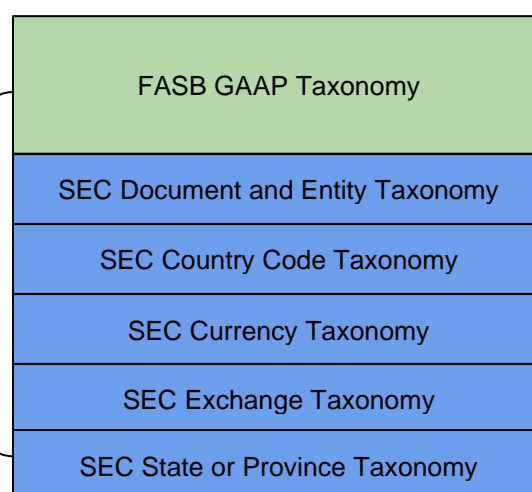 FASB GAAP Taxonomy
SEC Document and Entity Taxonomy
SEC Country Code Taxonomy
SEC Currency Taxonomy
SEC Exchange Taxonomy
SEC State or Province Taxonomy